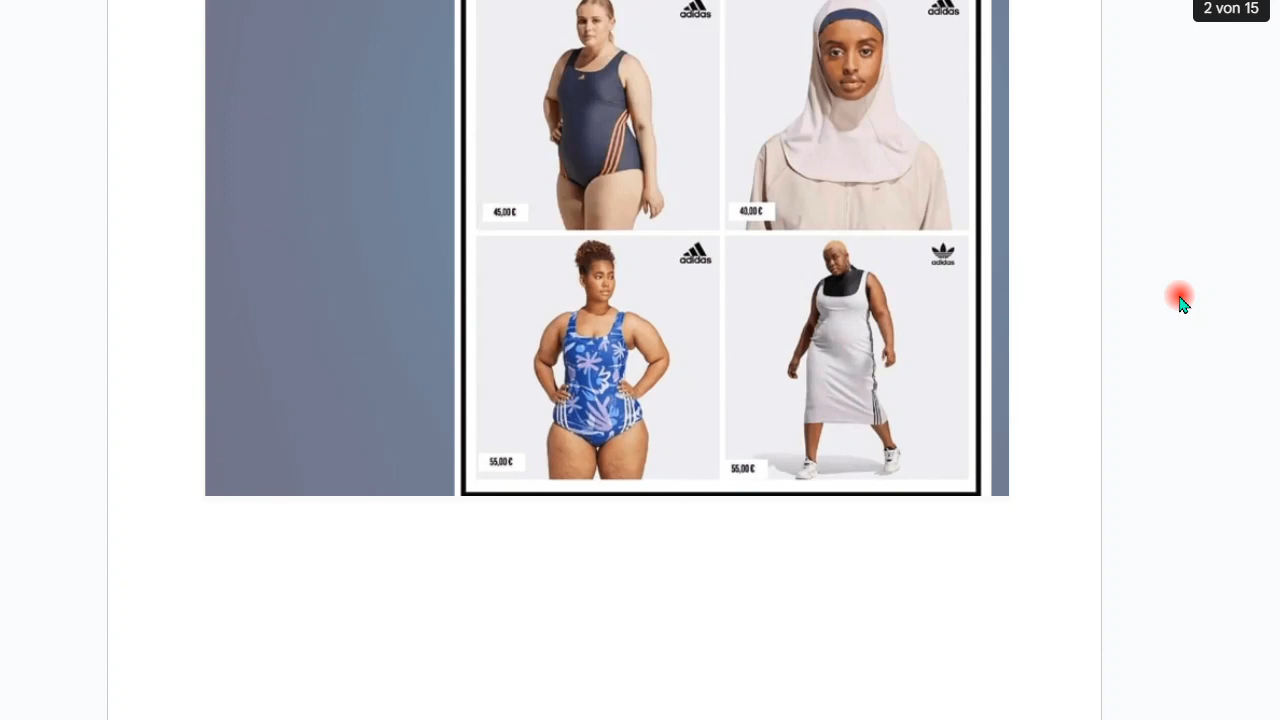 2 von 15
adidas
adidas
45,00 €
40,00 €
adidas
adidas
55,00 €
55,00 €